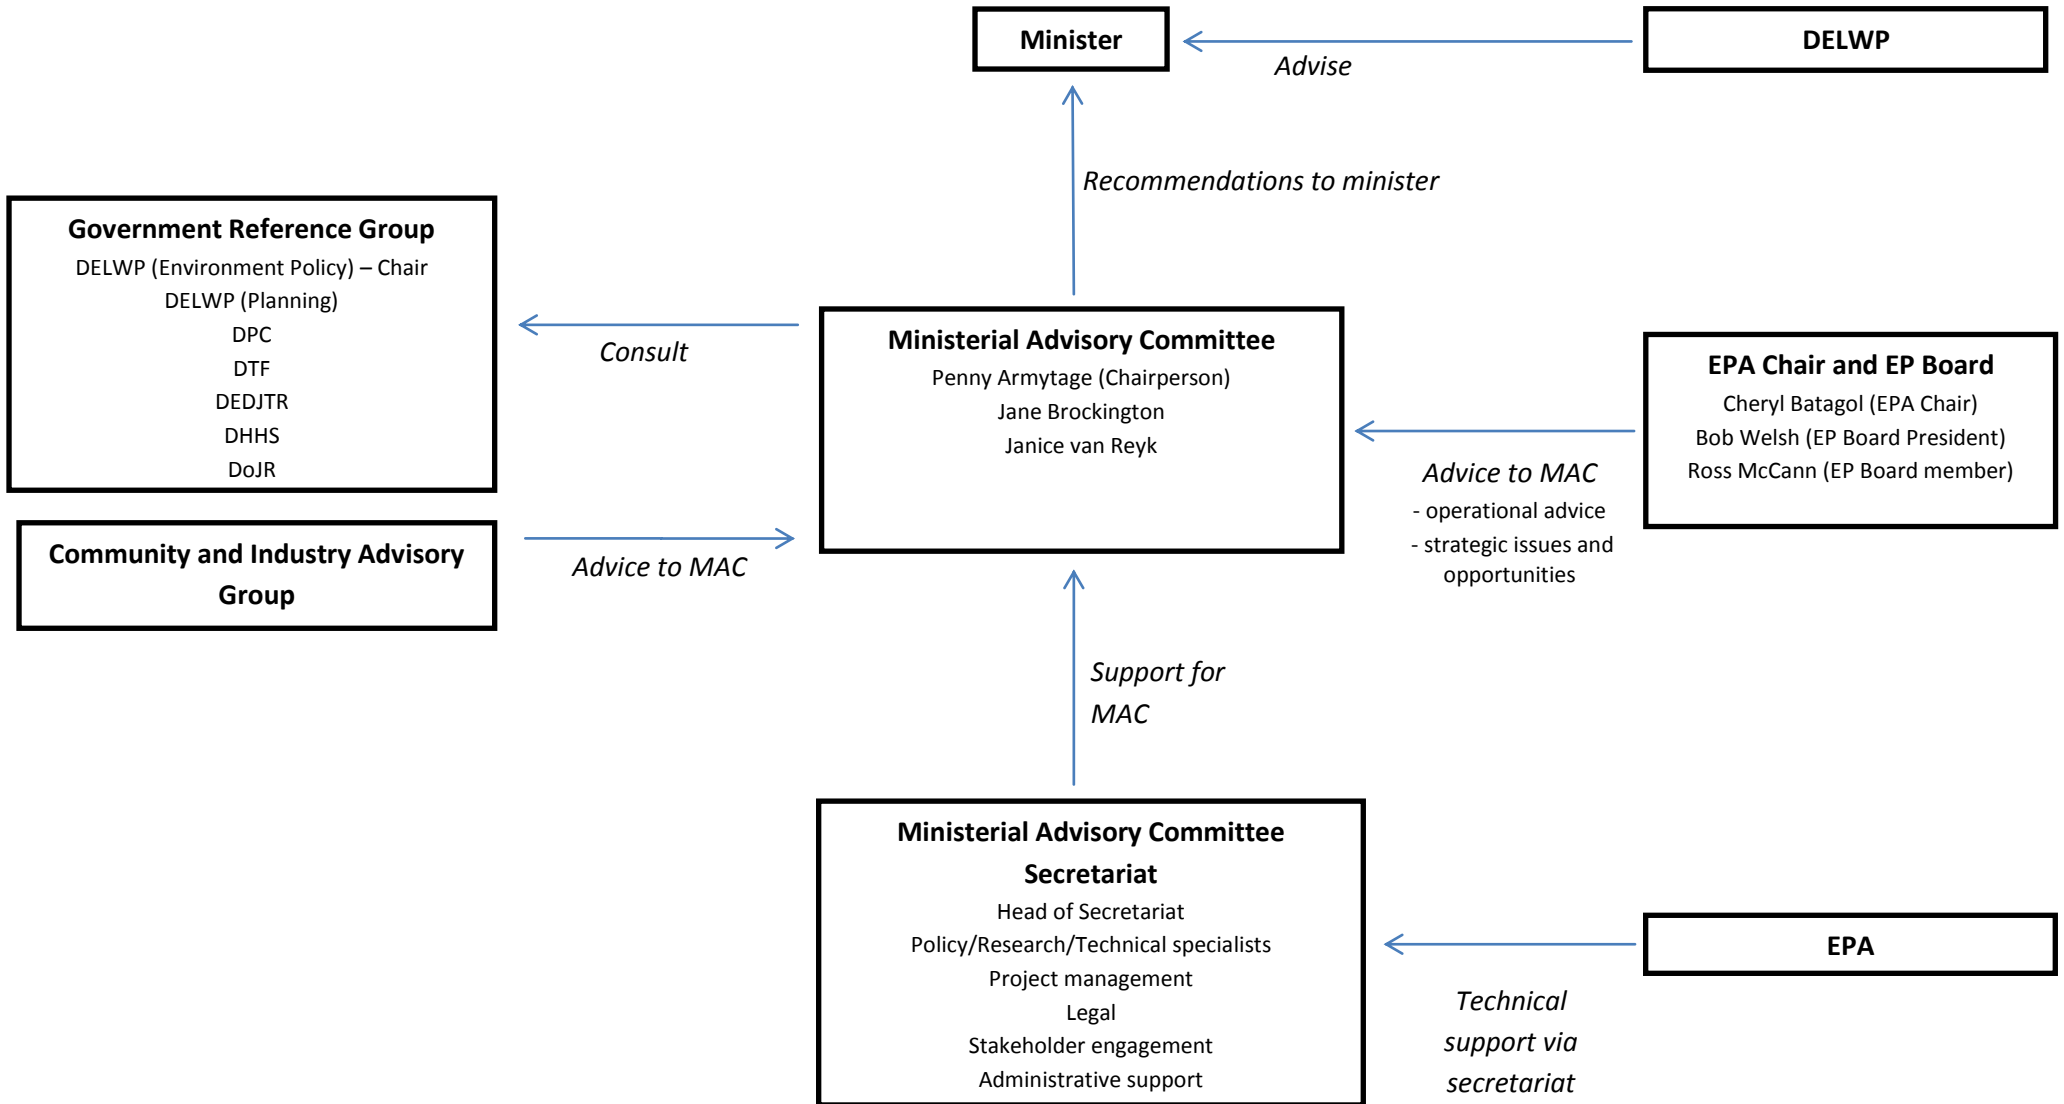 Minister
DELWP
Advise
Recommendations to minister
Government Reference Group
DELWP (Environment Policy) – Chair
DELWP (Planning)
DPC
DTF
DEDJTR
DHHS
DoJR
Consult
Ministerial Advisory Committee
Penny Armytage (Chairperson)
Jane Brockington
Janice van Reyk
EPA Chair and EP Board
Cheryl Batagol (EPA Chair)
Bob Welsh (EP Board President)
Ross McCann (EP Board member)
Advice to MAC
- operational advice
- strategic issues and
opportunities
Community and Industry Advisory
Group
Advice to MAC
Support for
MAC
Ministerial Advisory Committee
Secretariat
Head of Secretariat
Policy/Research/Technical specialists
Project management
Legal
Stakeholder engagement
Administrative support
EPA
Technical
support via
secretariat